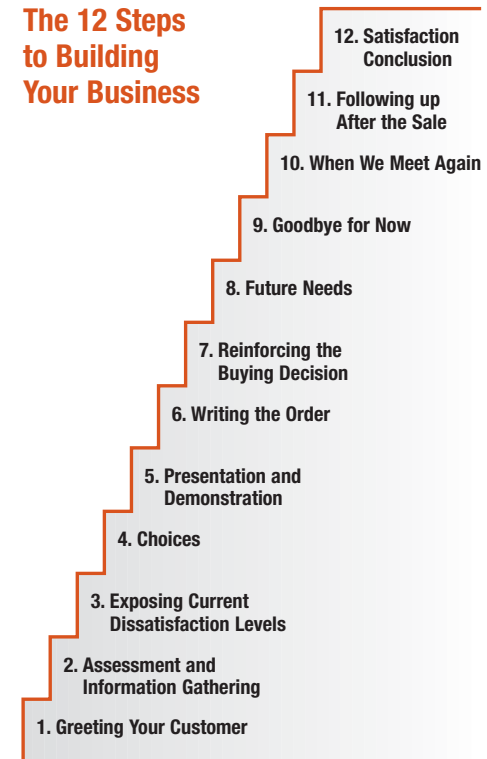 The 12 Steps
to Building
Your Business
12. Satisfaction
Conclusion
11. Following up
After the Sale
10. When We Meet Again
9. Goodbye for Now
8. Future Needs
7. Reinforcing the
Buying Decision
6. Writing the Order
5. Presentation and
Demonstration
4. Choices
3. Exposing Current
Dissatisfaction Levels
2. Assessment and
Information Gathering
1. Greeting Your Customer